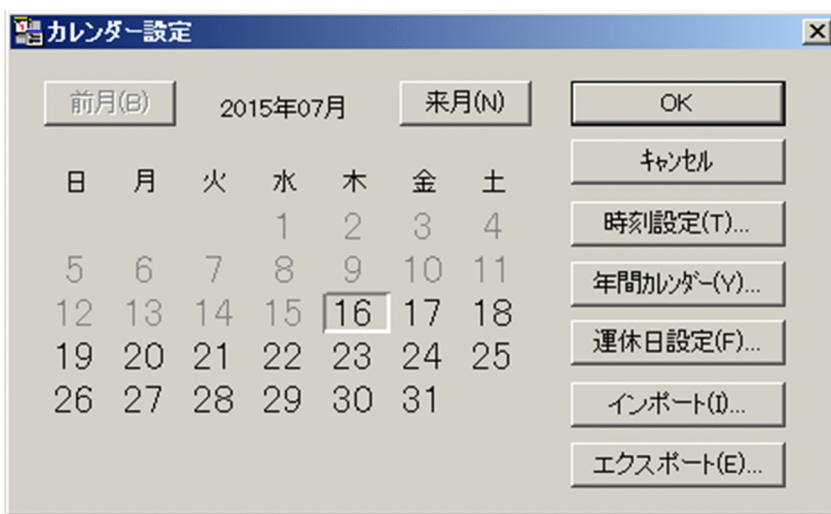 カレンダー設定
前月(B) 2015年07月 来月(N)
日 月 火 水 木 金 土
1 2 3 4
5 6 7 8 9 10 11
12 13 14 15 16 17 18
19 20 21 22 23 24 25
26 27 28 29 30 31
OK
キャンセル
時刻設定(T)...
年間カレンダー(Y)...
運休日設定(F)...
インポート(I)...
エクスポート(E)...